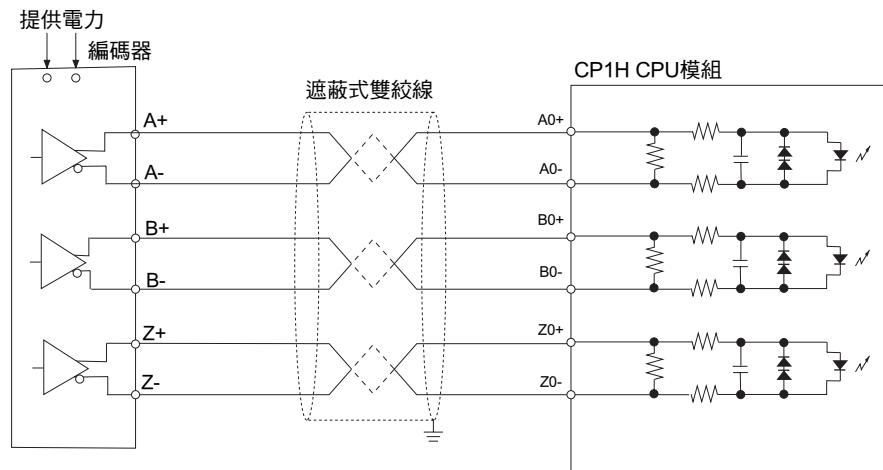 提供電力
編碼器
CP1H CPU模組
遮蔽式雙絞線
A+
A0+
A-
A0-
B+
B0+
B-
B0-
Z+
Z0+
Z-
Z0-